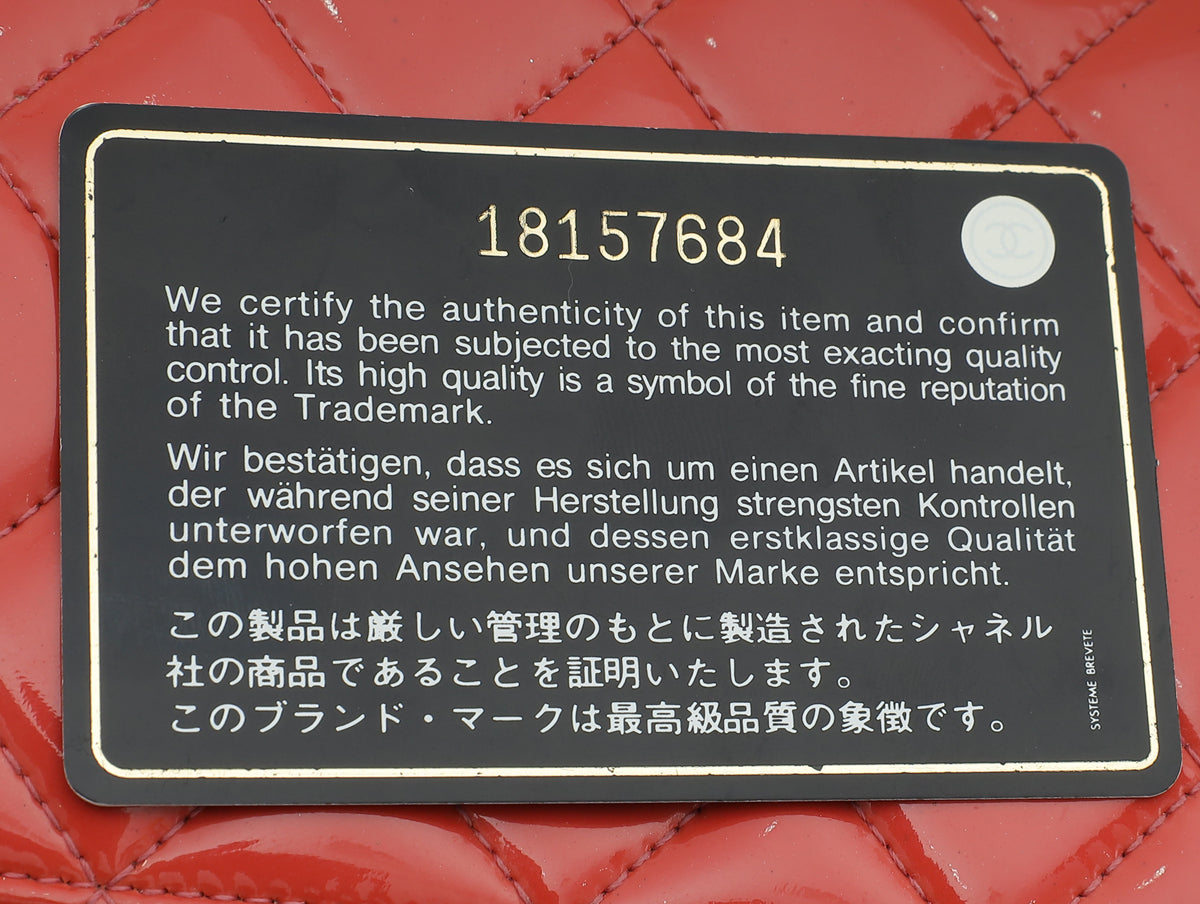 18157684
We certify the authenticity of this item and confirm
that it has been subjected to the most exacting quality
control. Its high quality is a symbol of the fine reputation
of the Trademark.
Wir bestätigen, dass es sich um einen Artikel handelt,
der während seiner Herstellung strengsten Kontrollen
unterworfen war, und dessen erstklassige Qualität
dem hohen Ansehen unserer Marke entspricht.
この製品は厳しい管理のもとに製造されたシャネル
社の商品であることを証明いたします。
このブランド・マークは最高級品質の象徴です。
SYSTEME BREVETE